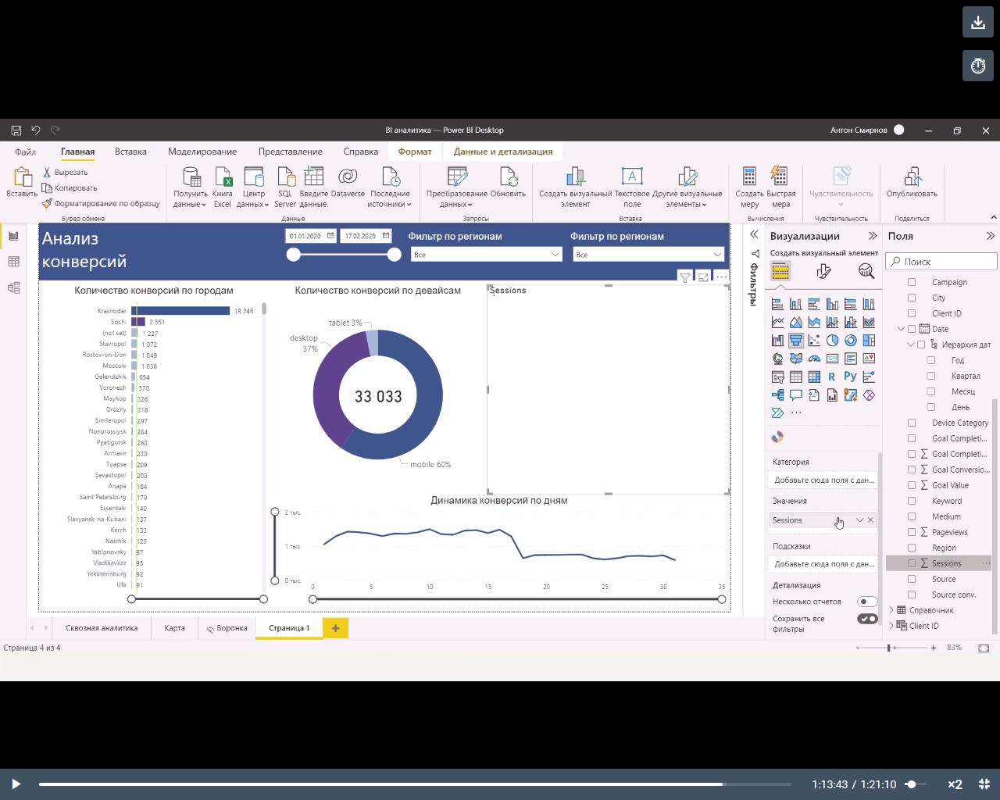 BI аналитика — Power BI Desktop
Антон Смирнов
Файл
Главная
Вставка
Моделирование
Представление
Справка
Формат
Данные и детализация
Вставить
Вырезать
Копировать
Форматирование по образцу
Буфер обмена
Получить данные
Книга Excel
Центр данных
SQL Server
Введите данные.
Dataverse
Последние источники
Данные
Преобразование данных
Обновить
Запросы
Создать визуальный элемент
Текстовое поле
Другие визуальные элементы
Вставка
Создать меру
Быстрая мера
Вычисления
Чувствительность
Чувствительность
Опубликовать
Поделиться
Анализ
конверсий
01.01.2020
17.02.2020
Фильтр по регионам
Все
Фильтр по регионам
Все
Количество конверсий по городам
Krasnodar 18 246
Sochi 2 551
(not set) 1 227
Stavropol 1 072
Rostov-on-Don 1 049
Moscow 1 036
Gelendzhik 654
Voronezh 570
Maykop 326
Grozny 318
Simferopol 297
Novorossiysk 284
Pyatigorsk 260
Armavir 230
Tuapse 209
Sevastopol 200
Anapa 184
Saint Petersburg 179
Essentuki 140
Slavyansk-na-Kubani 137
Kerch 133
Nalchik 125
Yablonovsky 97
Vladikavkaz 95
Yekaterinburg 92
Ufa 91
Количество конверсий по девайсам
tablet 3%
desktop
37%
33 033
mobile 60%
Sessions
Динамика конверсий по дням
2 тыс.
1 тыс.
0 тыс.
0 5 10 15 20 25 30 35
Фильтры
Визуализации
Создать визуальный элемент
R
Py
Категория
Добавьте сюда поля с дан...
Значения
Sessions
Подсказки
Добавьте сюда поля с дан...
Детализация
Несколько отчетов
Сохранить все
фильтры
Поля
Поиск
Campaign
City
Client ID
Date
Иерархия дат
Год
Квартал
Месяц
День
Device Category
Goal Completi...
Goal Completi...
Goal Conversio...
Goal Value
Keyword
Medium
Pageviews
Region
Sessions
Source
Source conv.
Справочник
Client ID
Сквозная аналитика
Карта
Воронка
Страница 1
Страница 4 из 4
83%
1:13:43 / 1:21:10
×2